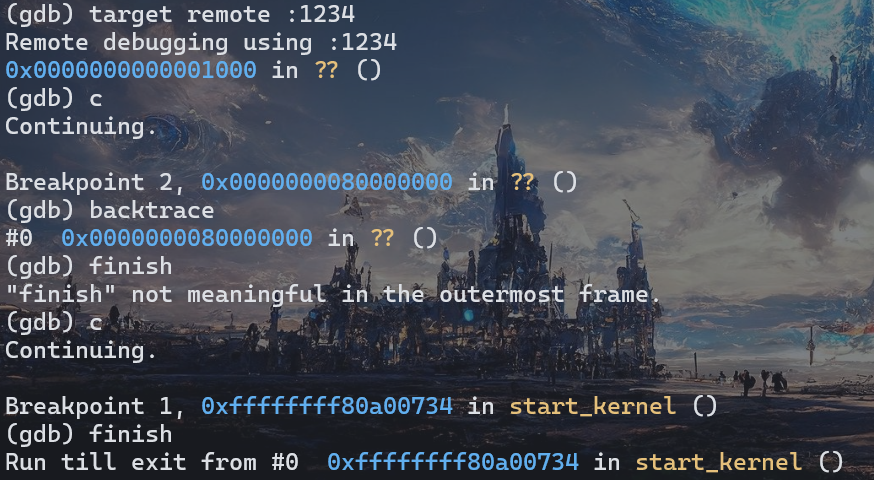 (gdb) target remote :1234
Remote debugging using :1234
0x0000000000001000 in ?? ()
(gdb) c
Continuing.
Breakpoint 2, 0x0000000080000000 in ?? ()
(gdb) backtrace
#0  0x0000000080000000 in ?? ()
(gdb) finish
"finish" not meaningful in the outermost frame.
(gdb) c
Continuing.
Breakpoint 1, 0xffffffff80a00734 in start_kernel ()
(gdb) finish
Run till exit from #0  0xffffffff80a00734 in start_kernel ()